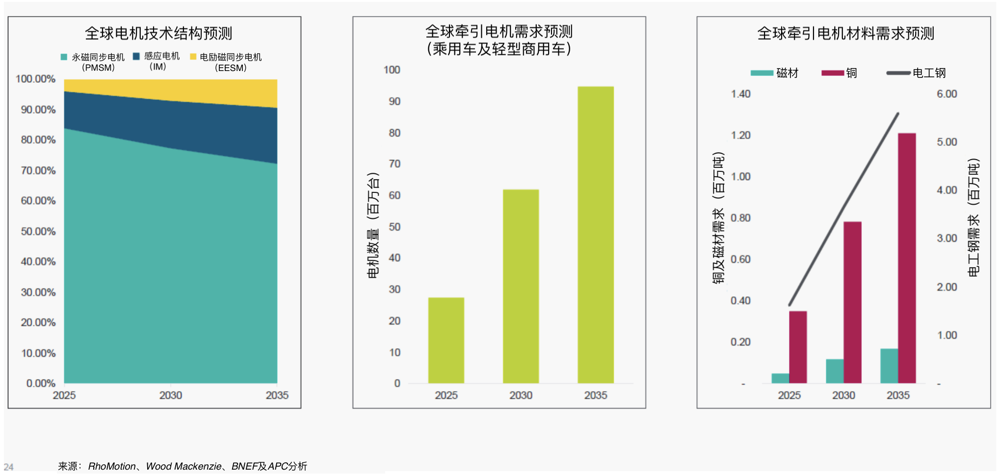 全球电机技术结构预测
永磁同步电机
（PMSM）
感应电机
（IM）
电励磁同步电机
（EESM）
100.00%
90.00%
80.00%
70.00%
60.00%
50.00%
40.00%
30.00%
20.00%
10.00%
0.00%
2025
2030
2035
全球牵引电机需求预测
（乘用车及轻型商用车）
电机数量（百万台）
100
90
80
70
60
50
40
30
20
10
0
2025
2030
2035
全球牵引电机材料需求预测
磁材
铜
电工钢
铜及磁材需求（百万吨）
1.40
1.20
1.00
0.80
0.60
0.40
0.20
-
6.00
5.00
4.00
3.00
2.00
1.00
-
电工钢需求（百万吨）
2025
2030
2035
24
来源：RhoMotion、Wood Mackenzie、BNEF及APC分析